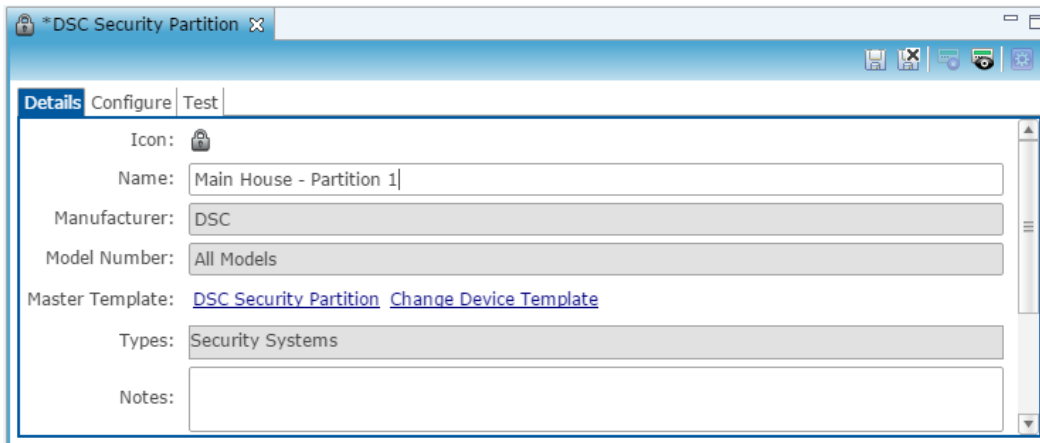 *DSC Security Partition
Details Configure Test
Icon:
Name: Main House - Partition 1
Manufacturer: DSC
Model Number: All Models
Master Template: DSC Security Partition Change Device Template
Types: Security Systems
Notes: